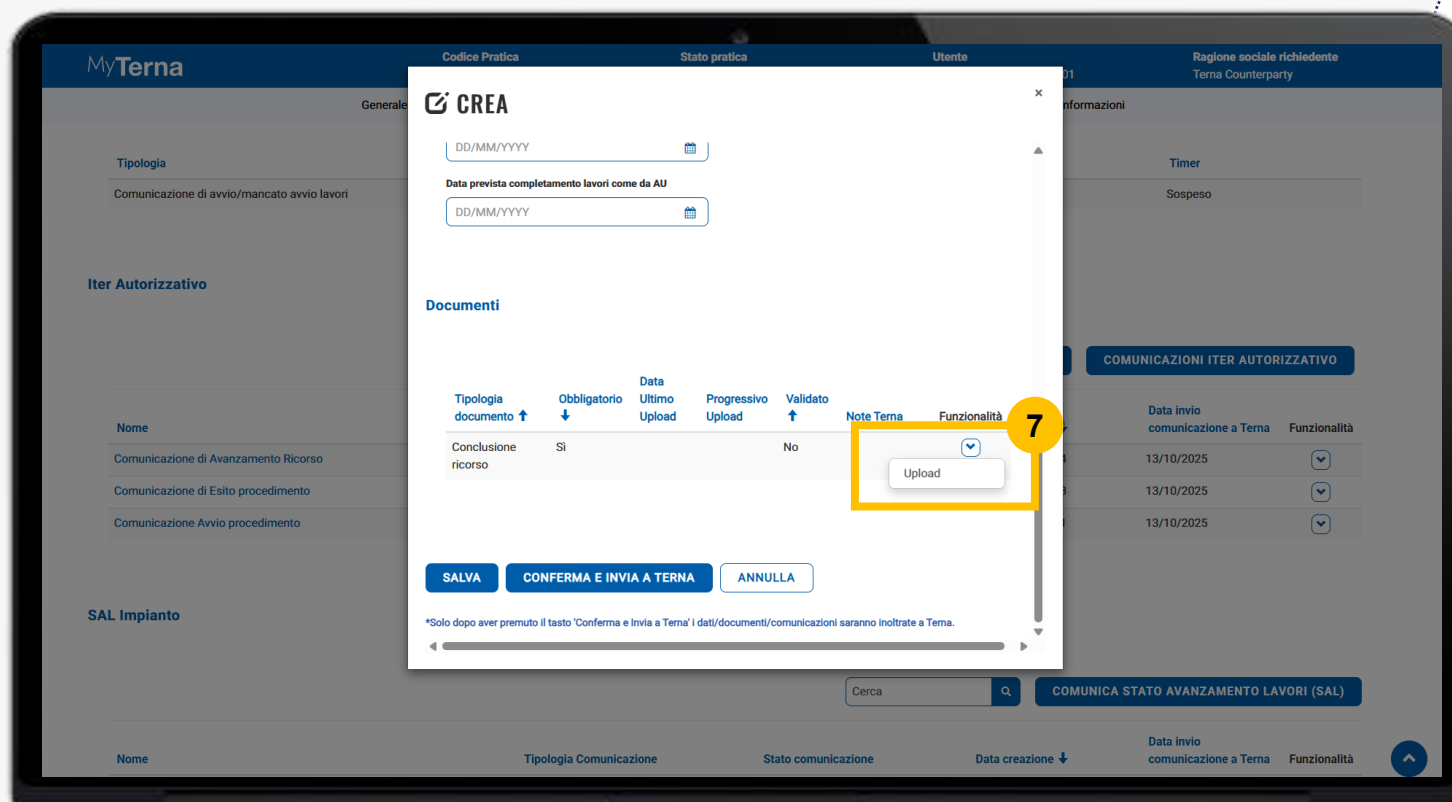 MyTerna
Codice Pratica
Stato pratica
Utente
Ragione sociale richiedente
01
Terna Counterparty
Generale
CREA
×
nformazioni
DD/MM/YYYY
Tipologia
Timer
Data prevista completamento lavori come da AU
Comunicazione di avvio/mancato avvio lavori
Sospeso
DD/MM/YYYY
Iter Autorizzativo
Documenti
COMUNICAZIONI ITER AUTORIZZATIVO
Tipologia documento
Obbligatorio
Data Ultimo Upload
Progressivo Upload
Validato
Note Terna
Funzionalità
7
Nome
Data invio comunicazione a Terna
Funzionalità
Conclusione ricorso
Sì
No
Upload
Comunicazione di Avanzamento Ricorso
13/10/2025
Comunicazione di Esito procedimento
13/10/2025
Comunicazione Avvio procedimento
13/10/2025
SALVA
CONFERMA E INVIA A TERNA
ANNULLA
SAL Impianto
*Solo dopo aver premuto il tasto 'Conferma e Invia a Terna' i dati/documenti/comunicazioni saranno inoltrate a Terna.
Cerca
COMUNICA STATO AVANZAMENTO LAVORI (SAL)
Nome
Tipologia Comunicazione
Stato comunicazione
Data creazione
Data invio comunicazione a Terna
Funzionalità